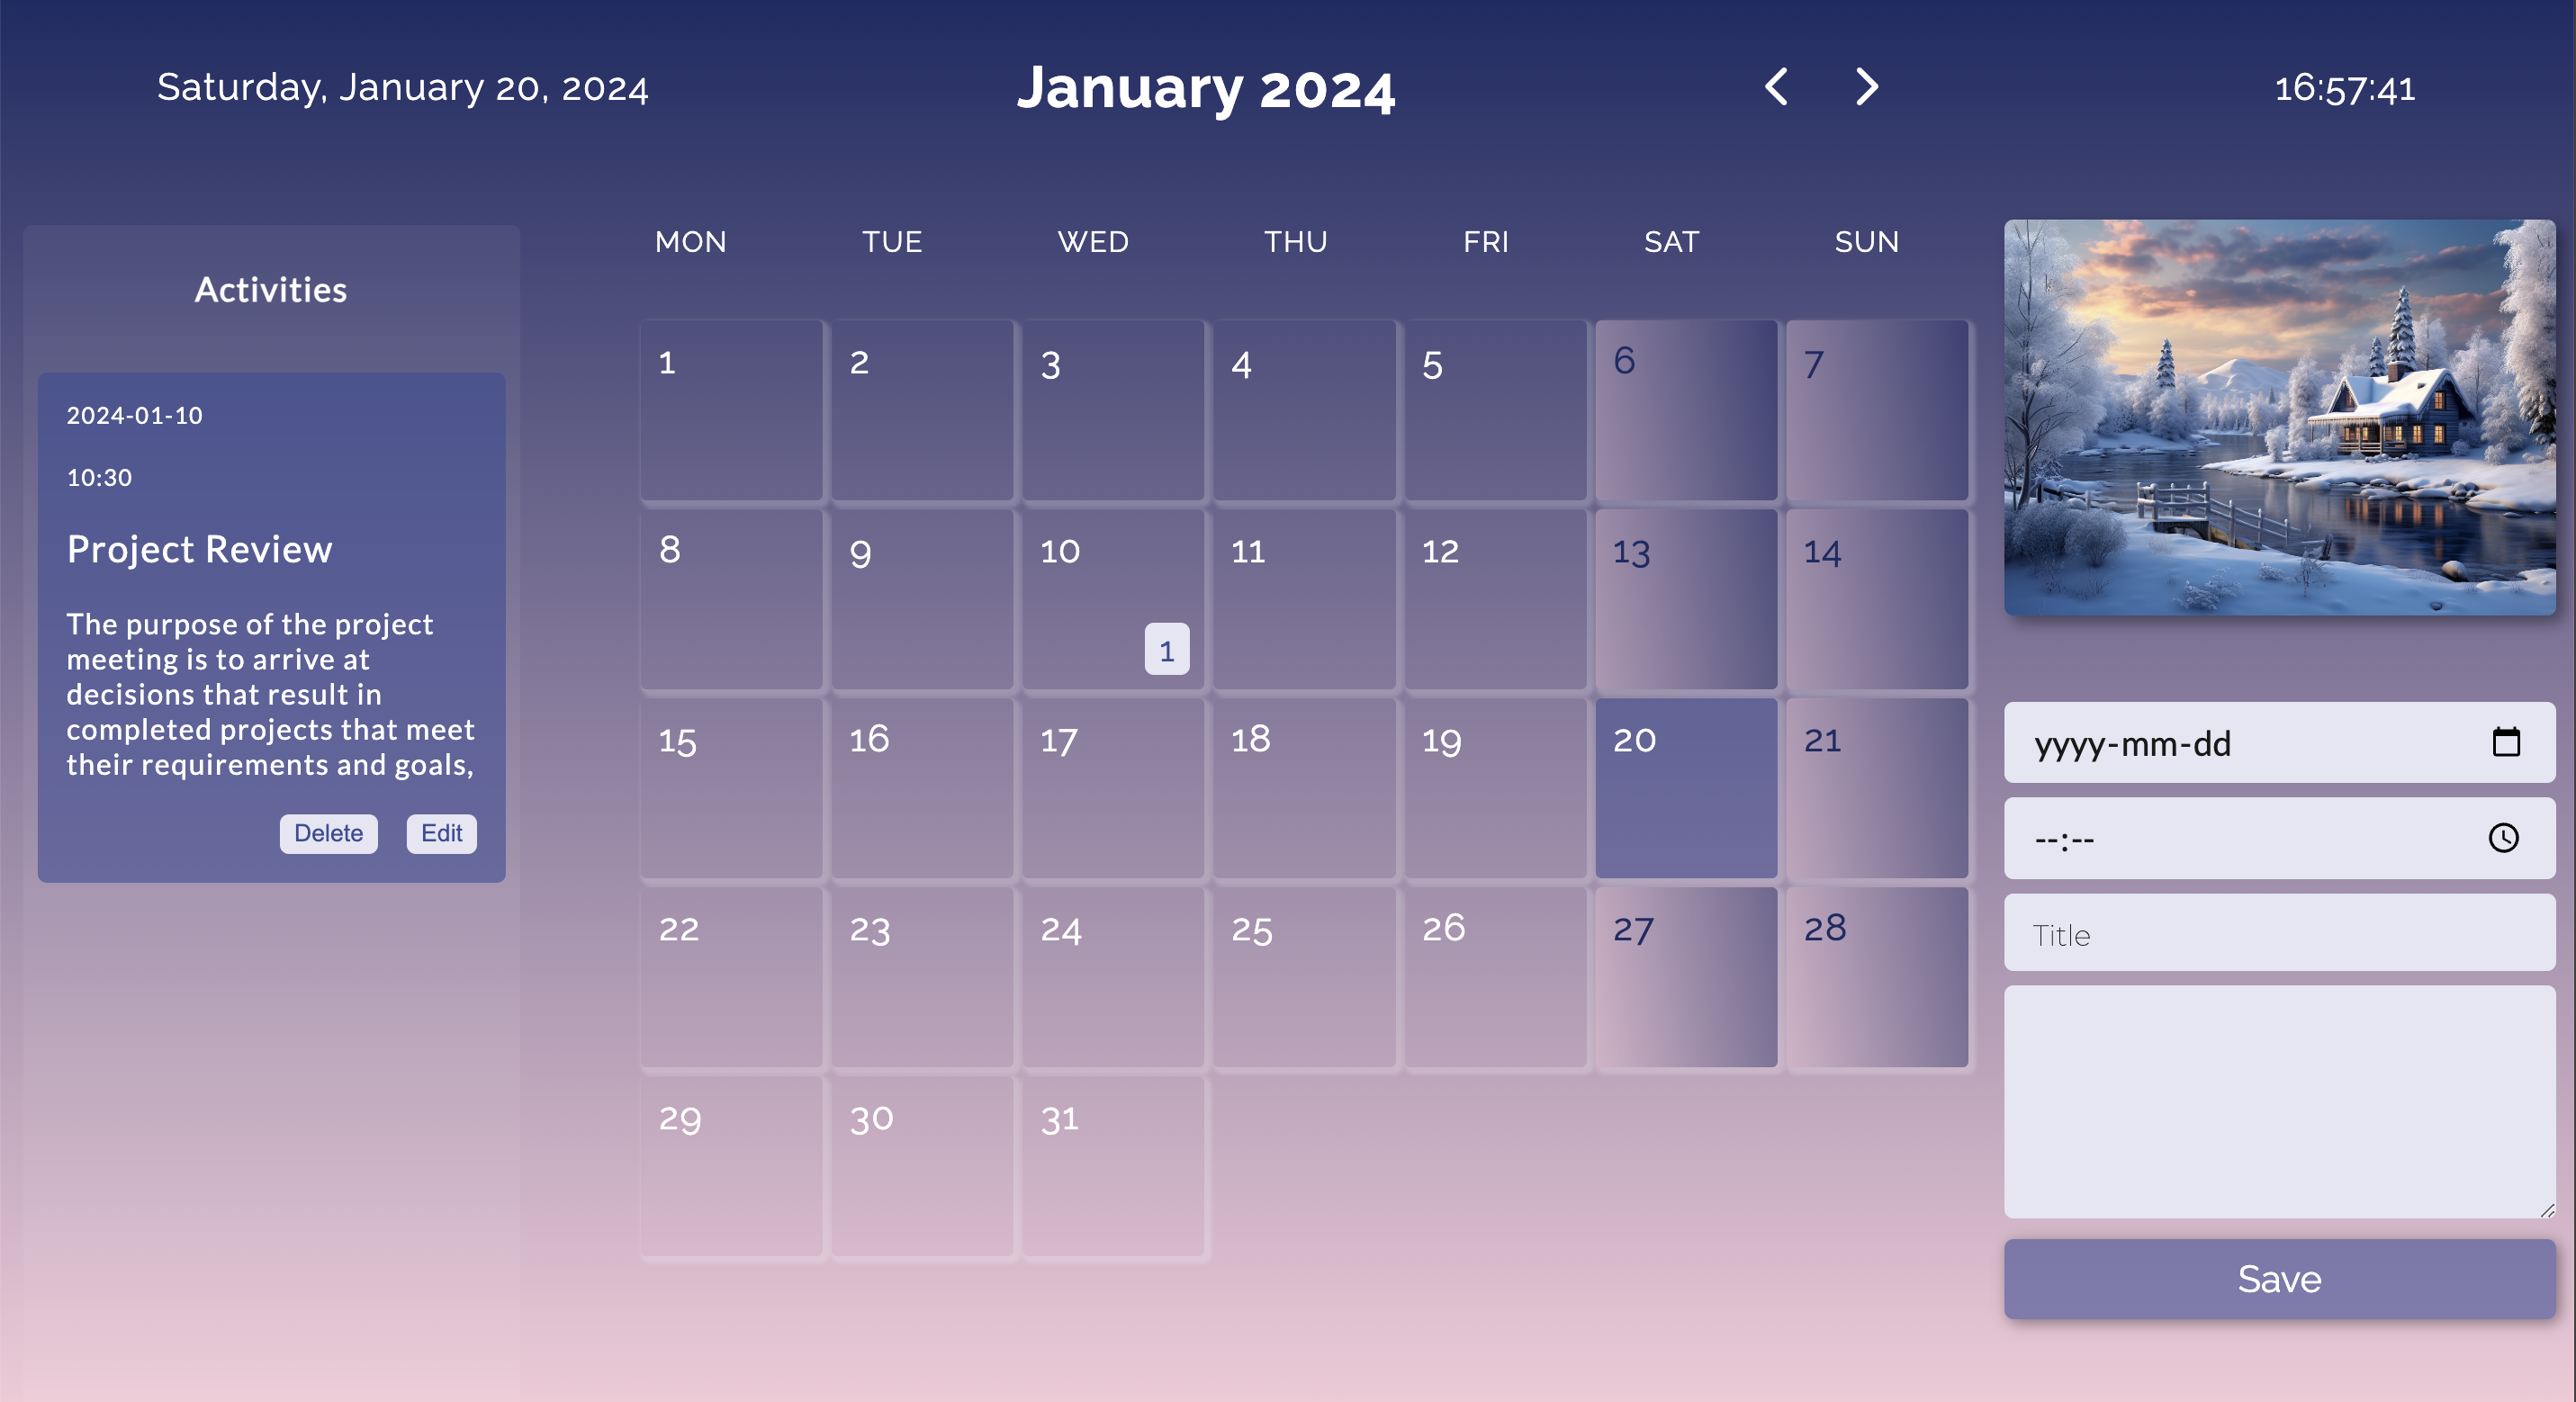 Saturday, January 20, 2024
January 2024
16:57:41
Activities
2024-01-10
10:30
Project Review
The purpose of the project
meeting is to arrive at
decisions that result in
completed projects that meet
their requirements and goals,
Delete Edit
MON TUE WED THU FRI SAT SUN
1 2 3 4 5 6 7
8 9 10 11 12 13 14
1
15 16 17 18 19 20 21
22 23 24 25 26 27 28
29 30 31
yyyy-mm-dd
--:--
Title
Save